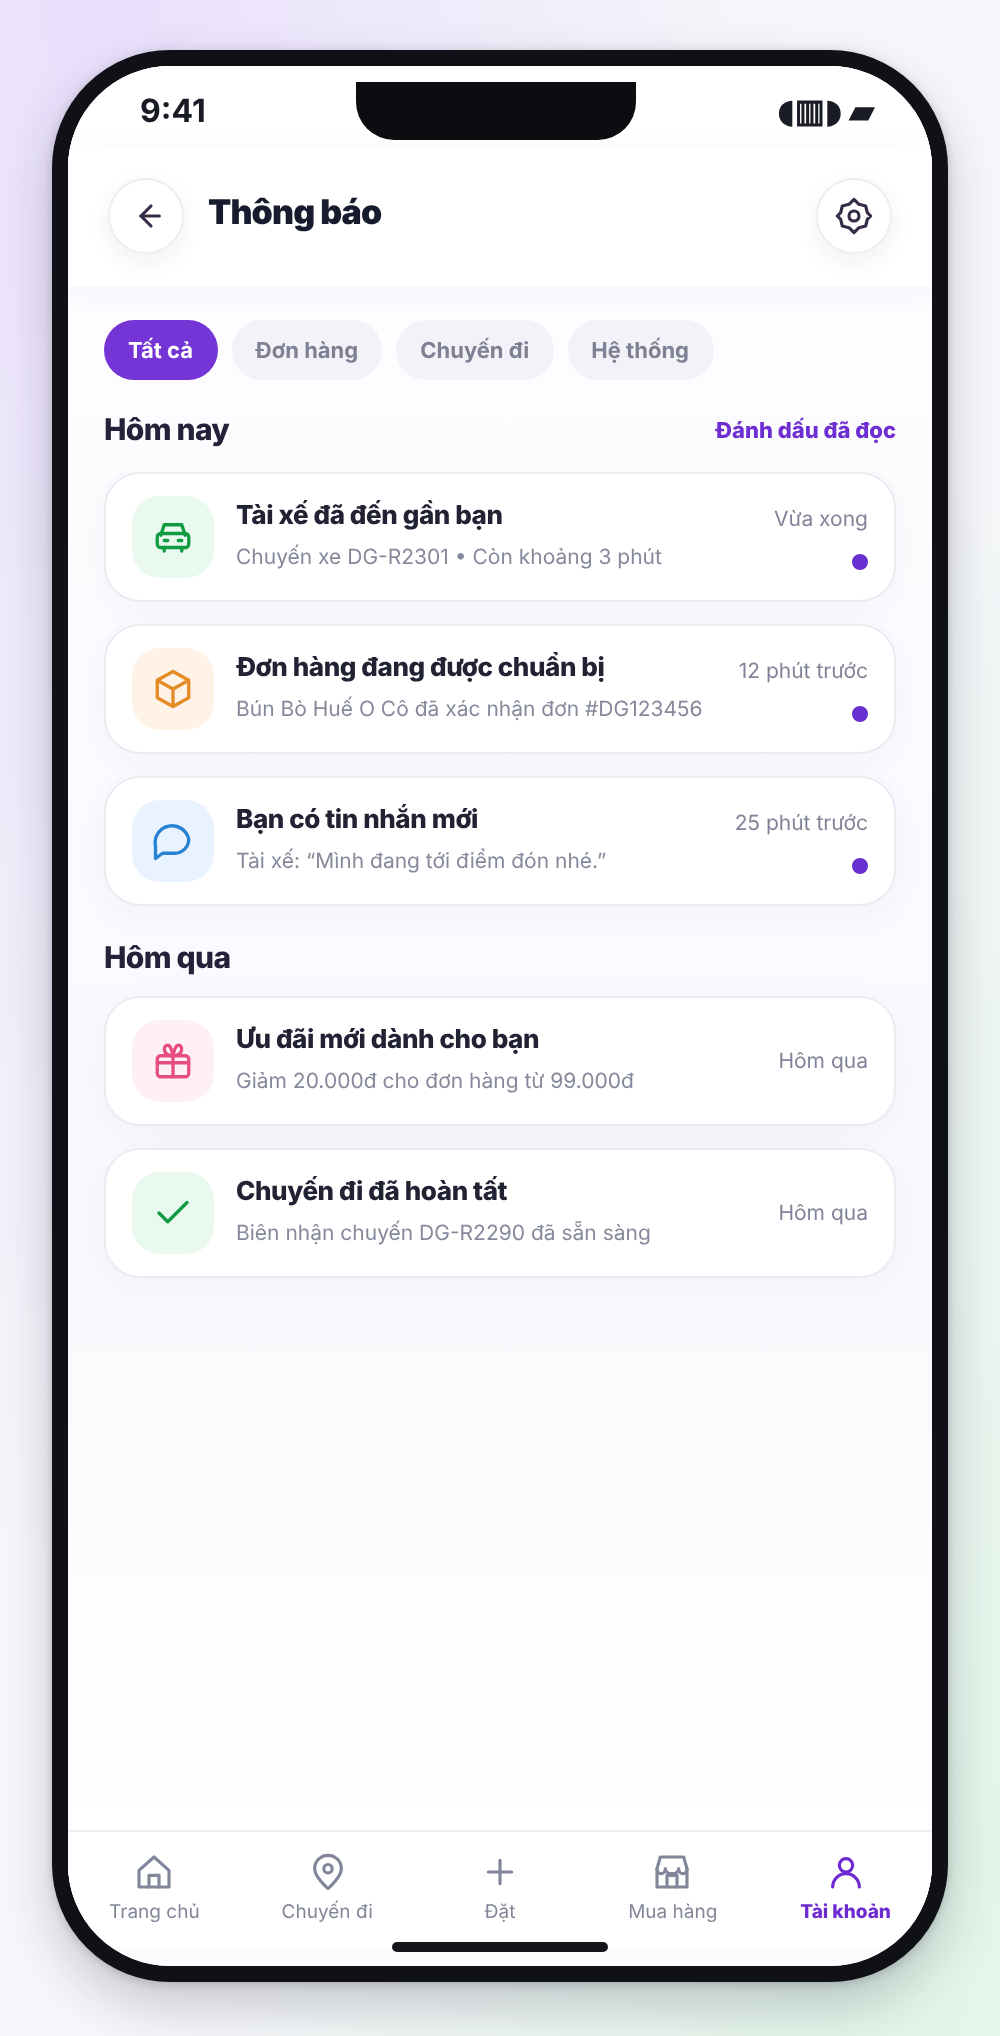 9:41
Thông báo
Tất cả
Đơn hàng
Chuyến đi
Hệ thống
Hôm nay
Đánh dấu đã đọc
Tài xế đã đến gần bạn
Vừa xong
Chuyến xe DG-R2301 • Còn khoảng 3 phút
Đơn hàng đang được chuẩn bị
12 phút trước
Bún Bò Huế O Cô đã xác nhận đơn #DG123456
Bạn có tin nhắn mới
25 phút trước
Tài xế: “Mình đang tới điểm đón nhé.”
Hôm qua
Ưu đãi mới dành cho bạn
Giảm 20.000đ cho đơn hàng từ 99.000đ
Hôm qua
Chuyến đi đã hoàn tất
Biên nhận chuyến DG-R2290 đã sẵn sàng
Hôm qua
Trang chủ
Chuyến đi
Đặt
Mua hàng
Tài khoản